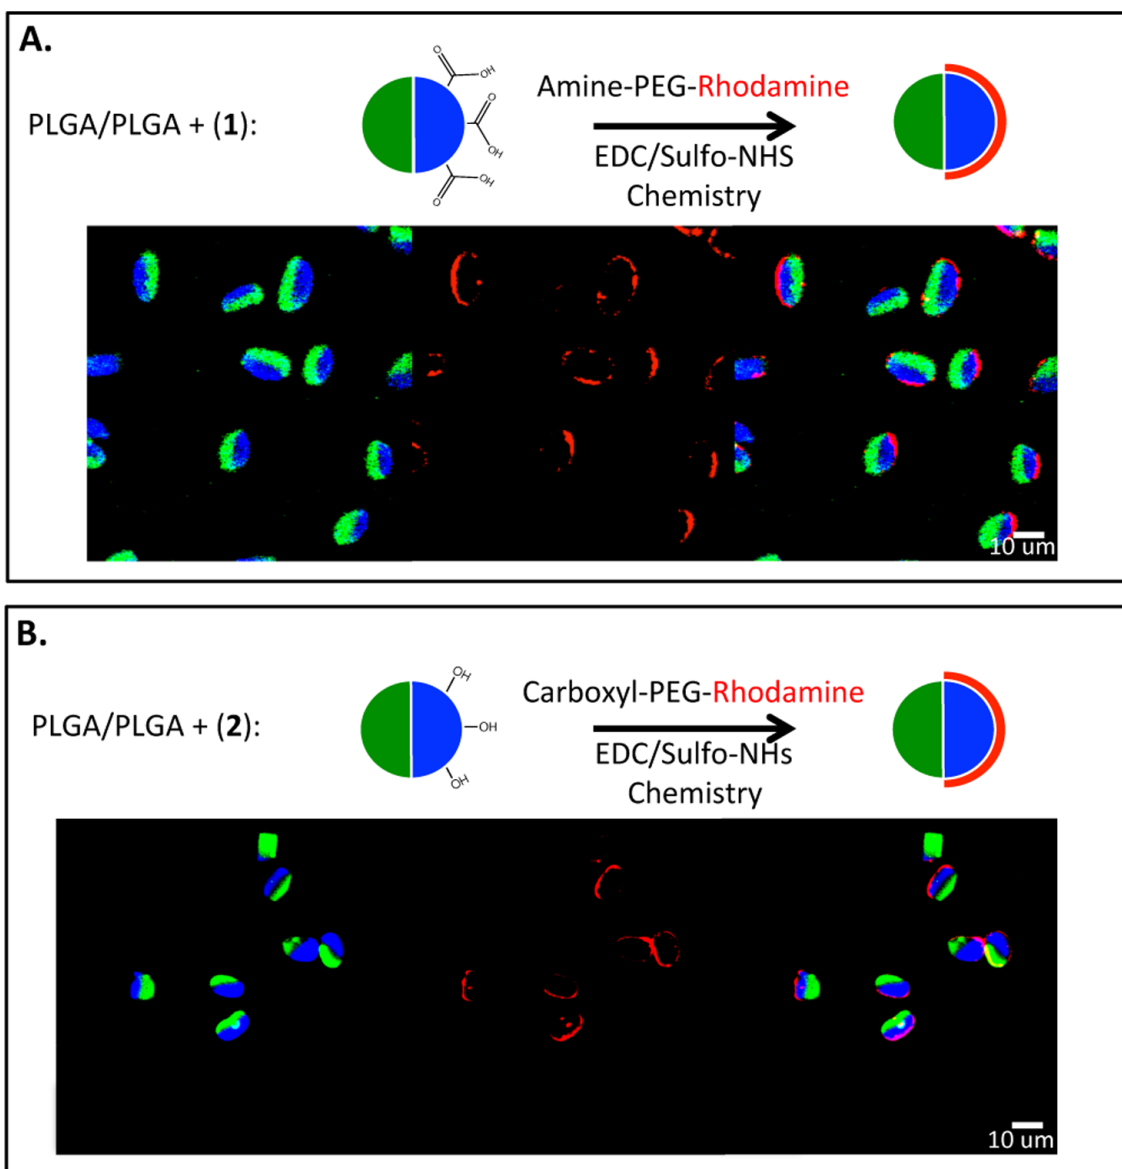 A.
PLGA/PLGA + (1):
O
OH
O
OH
O
OH
Amine-PEG-Rhodamine
EDC/Sulfo-NHS
Chemistry
10 um
B.
PLGA/PLGA + (2):
OH
OH
OH
Carboxyl-PEG-Rhodamine
EDC/Sulfo-NHs
Chemistry
10 um